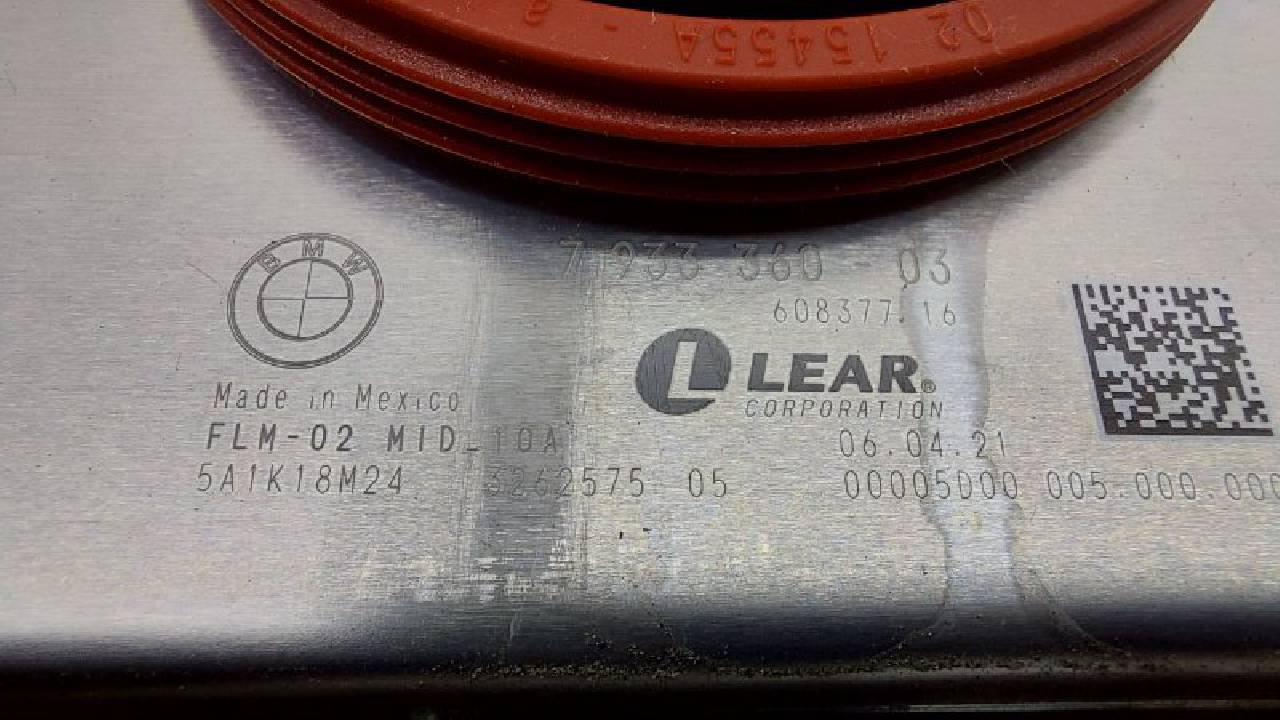 02 15455A - a
BMW
7 933 360 03
608377.16
LEAR®
CORPORATION
Made in Mexico
FLM-02 MID_10A
06.04.21
5A1K18M24 3262575 05 00005D00 005.000.000